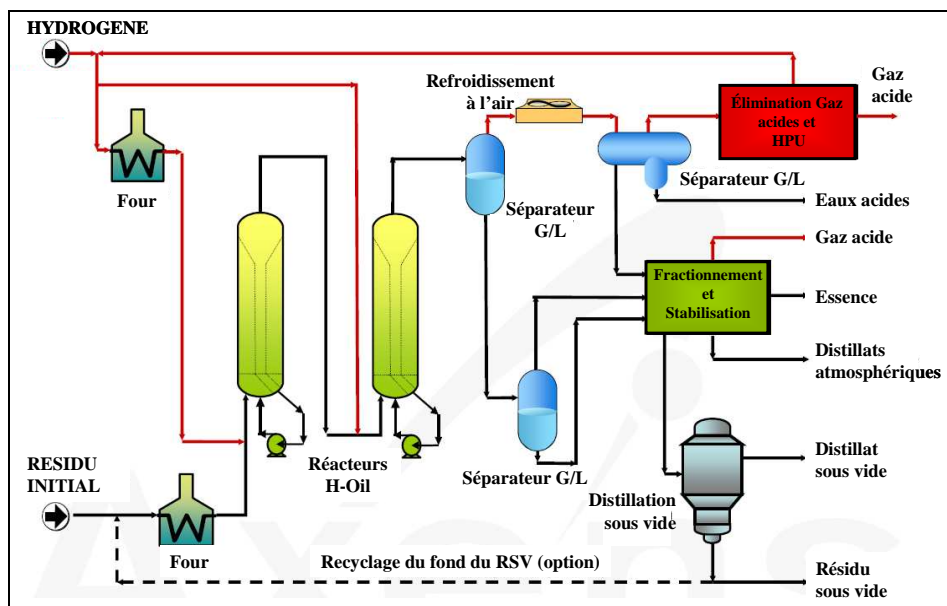 HYDROGENE
Refroidissement
à l'air
Gaz
acide
Élimination Gaz
acides et
HPU
Four
Séparateur
G/L
Séparateur G/L
Eaux acides
Gaz acide
Fractionnement
et
Stabilisation
Essence
Distillats
atmosphériques
RESIDU
INITIAL
Réacteurs
H-Oil
Séparateur G/L
Distillation
sous vide
Distillat
sous vide
Four
Recyclage du fond du RSV (option)
Résidu
sous vide
Axens